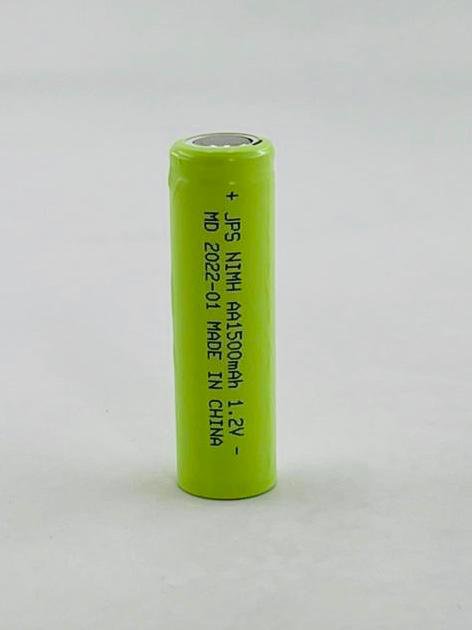 + JPS NIMH AA1500mAh 1.2V -
MD 2022-01 MADE IN CHINA